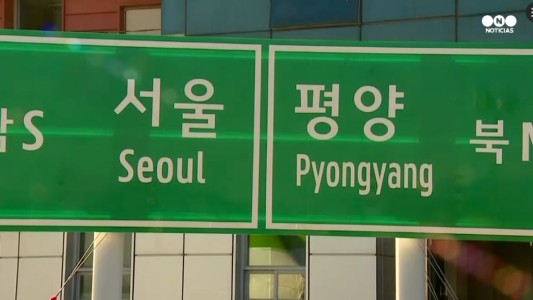 N
NOTICIAS
S
서울
Seoul
평양
Pyongyang
북